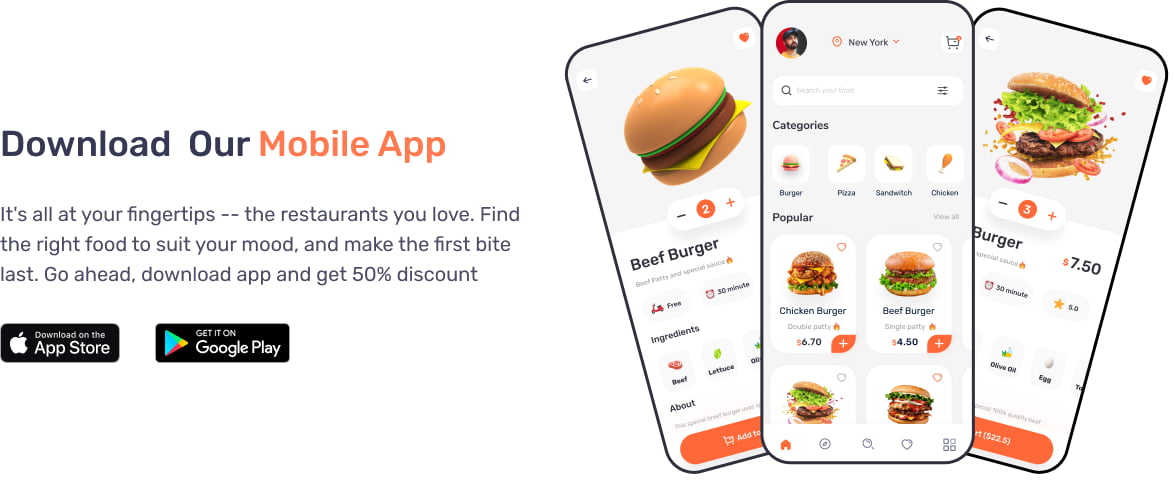 Download Our Mobile App
It's all at your fingertips -- the restaurants you love. Find
the right food to suit your mood, and make the first bite
last. Go ahead, download app and get 50% discount
Download on the
App Store
GET IT ON
Google Play
2
Beef Burger
Beef Patty and special sauce
Free
30 minute
Ingredients
Beef
Lettuce
Olive
About
This special breef burger uses
Add to
New York
Search your food
Categories
Burger
Pizza
Sandwitch
Chicken
Popular
View all
Chicken Burger
Double patty
$6.70
Beef Burger
Single patty
$4.50
3
Burger
special sauce
$7.50
30 minute
5.0
Olive Oil
Egg
special 100% quiality beef
rt ($22.5)